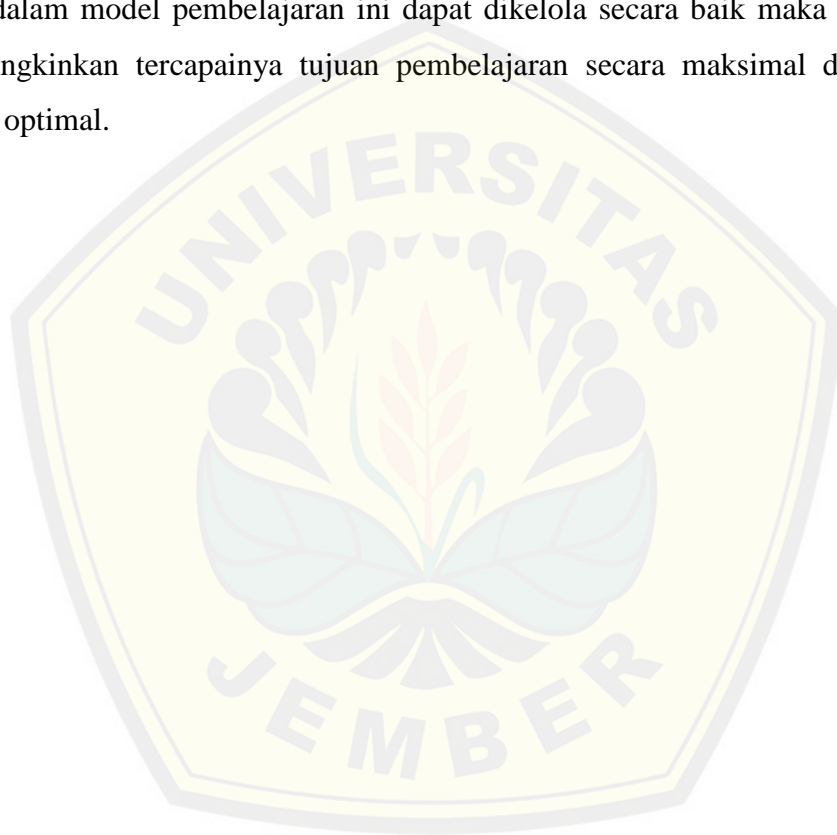 dalam model pembelajaran ini dapat dikelola secara baik maka
ngkinkan tercapainya tujuan pembelajaran secara maksimal d
optimal.
UNIVERSITAS
JEMBER